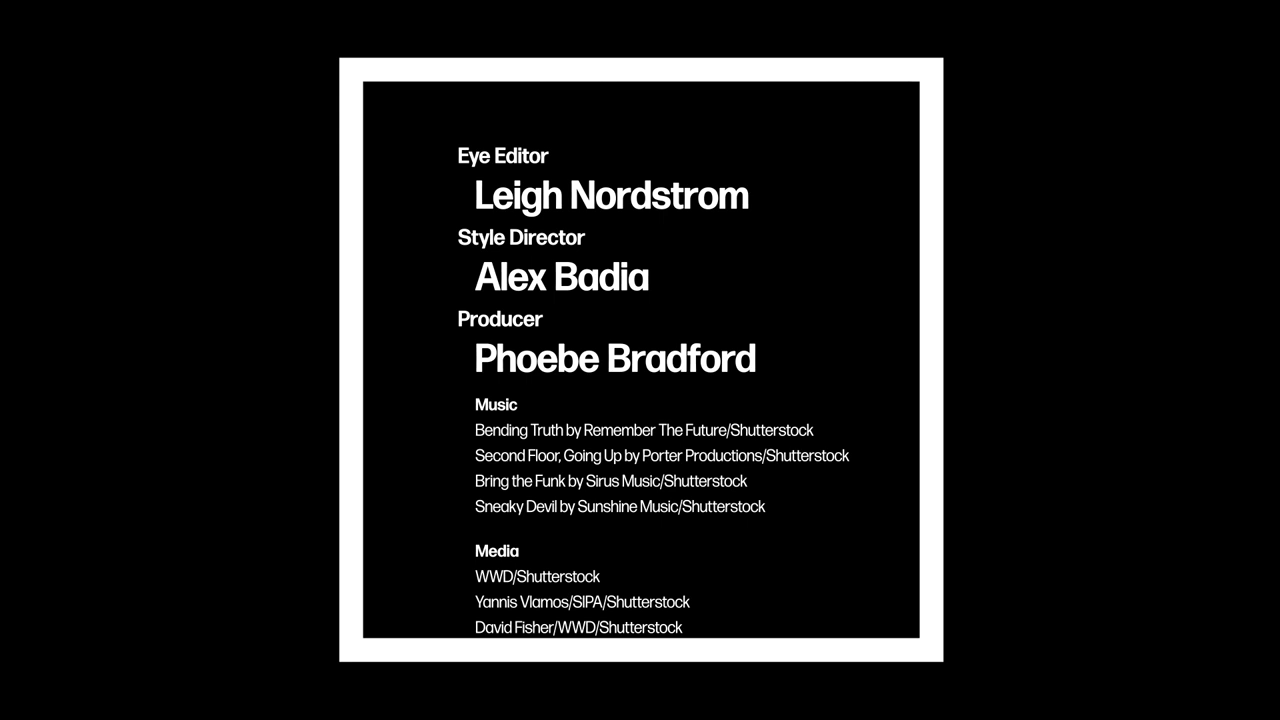 Eye Editor
Leigh Nordstrom
Style Director
Alex Badia
Producer
Phoebe Bradford
Music
Bending Truth by Remember The Future/Shutterstock
Second Floor, Going Up by Porter Productions/Shutterstock
Bring the Funk by Sirus Music/Shutterstock
Sneaky Devil by Sunshine Music/Shutterstock
Media
WWD/Shutterstock
Yannis Vlamos/SIPA/Shutterstock
David Fisher/WWD/Shutterstock